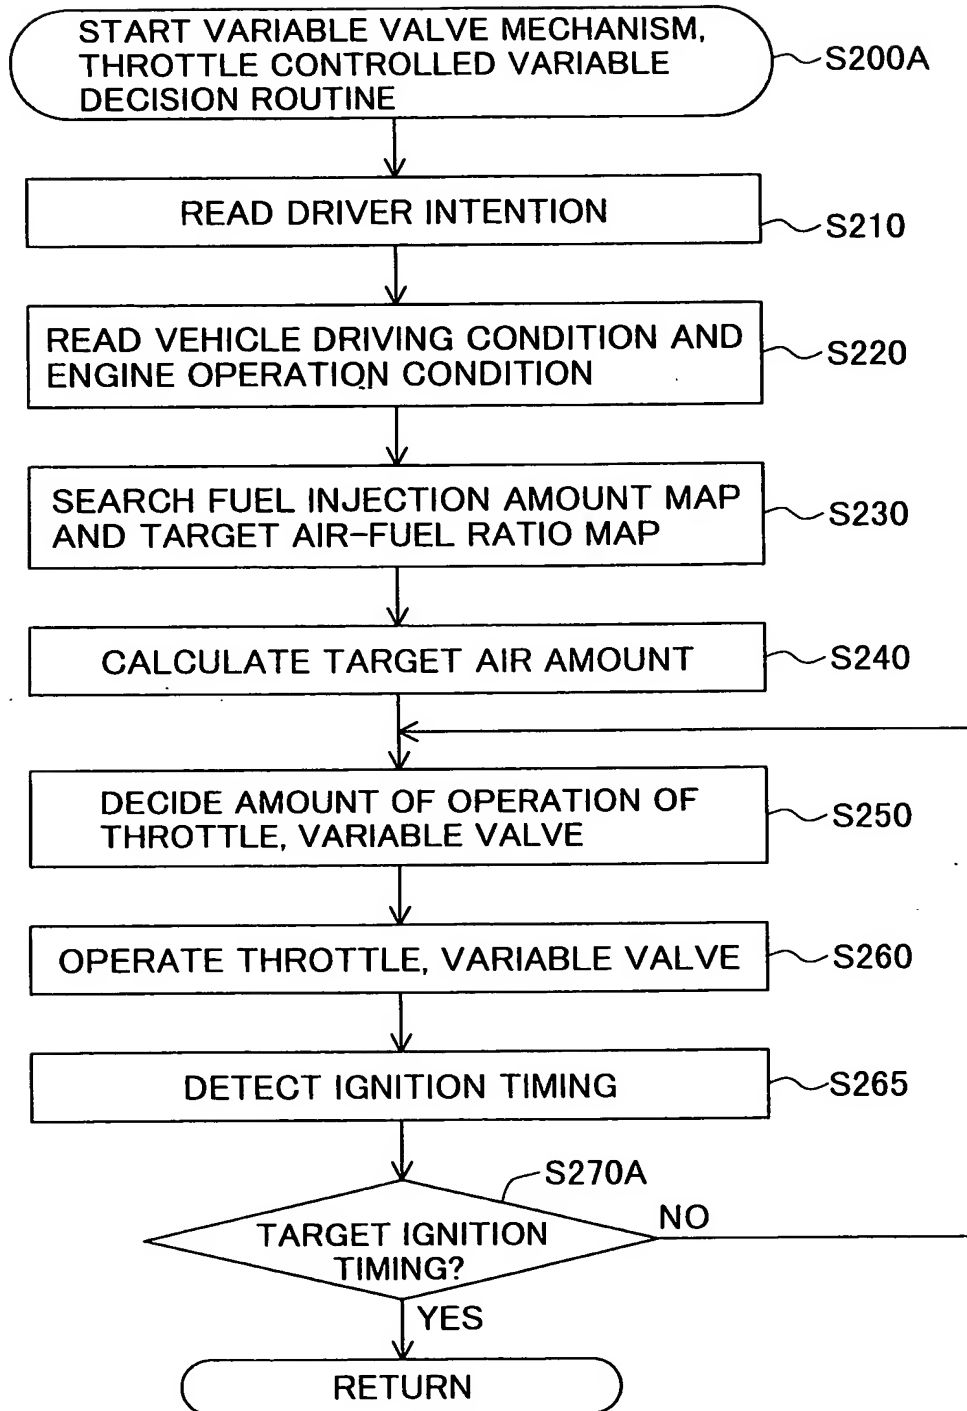 START VARIABLE VALVE MECHANISM,
THROTTLE CONTROLLED VARIABLE
DECISION ROUTINE
S200A
READ DRIVER INTENTION
S210
READ VEHICLE DRIVING CONDITION AND
ENGINE OPERATION CONDITION
S220
SEARCH FUEL INJECTION AMOUNT MAP
AND TARGET AIR-FUEL RATIO MAP
S230
CALCULATE TARGET AIR AMOUNT
S240
DECIDE AMOUNT OF OPERATION OF
THROTTLE, VARIABLE VALVE
S250
OPERATE THROTTLE, VARIABLE VALVE
S260
DETECT IGNITION TIMING
S265
S270A
TARGET IGNITION
TIMING?
NO
YES
RETURN